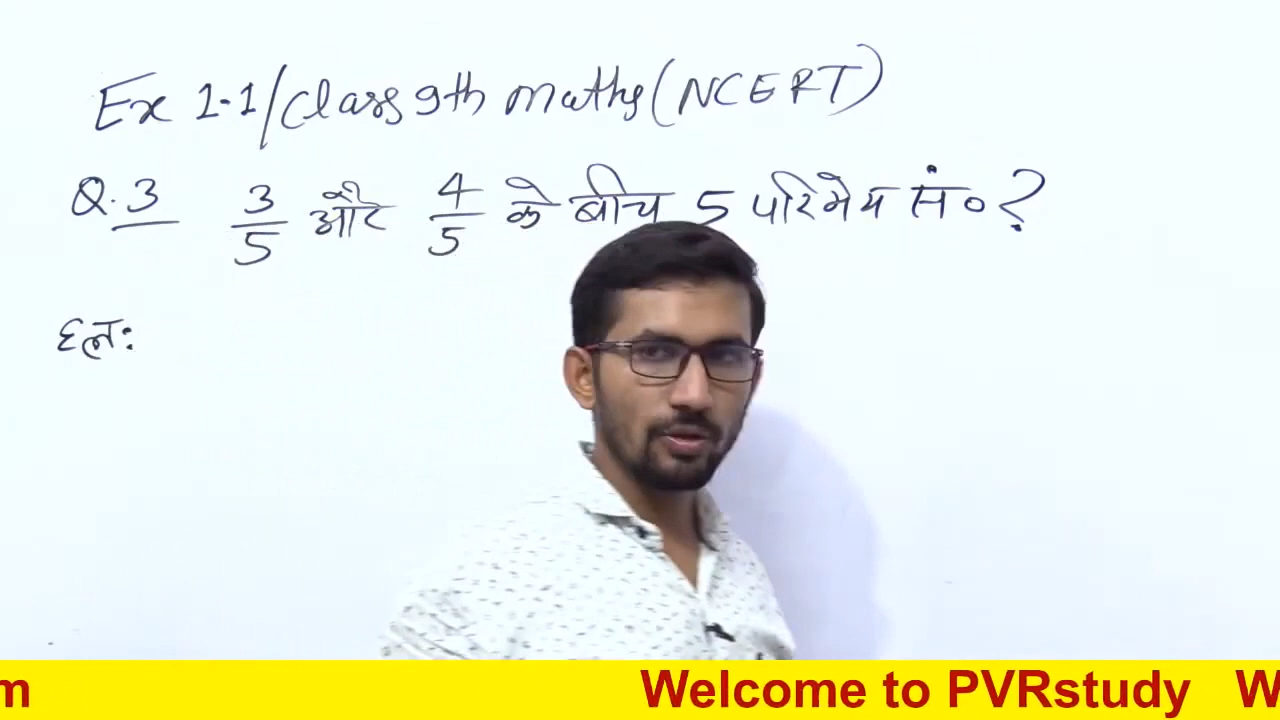 Ex 1.1/Class 9th maths (NCERT)
Q.3 3/5 और 4/5 के बीच 5 परिमेय सं० ?
हल:
m Welcome to PVRstudy W